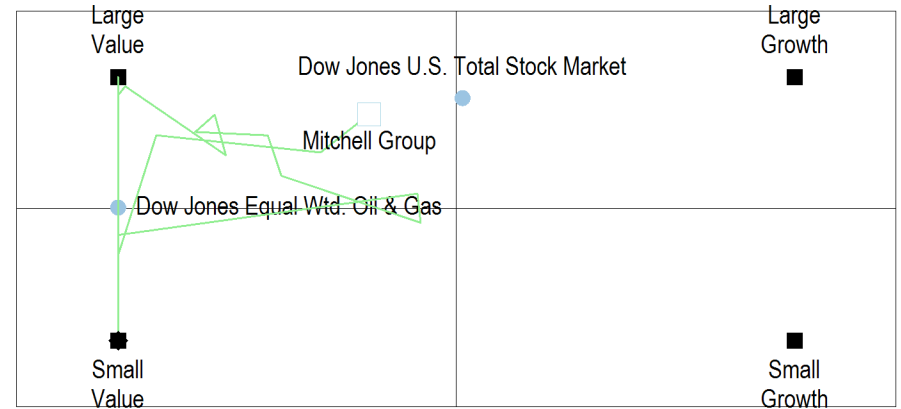 Large
Value
Large
Growth
Dow Jones U.S. Total Stock Market
Mitchell Group
Dow Jones Equal Wtd. Oil & Gas
Small
Value
Small
Growth